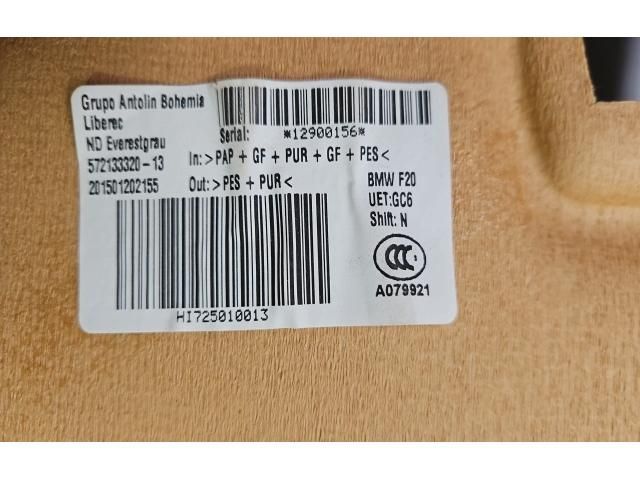 Grupo Antolin Bohemia
Liberec
ND Everestgrau
572133320-13
201501202155
Serial: *12900156*
In:>PAP + GF + PUR + GF + PES<
Out:>PES + PUR<
BMW F20
UET:GC6
Shift: N
CCC
A079921
HI725010013